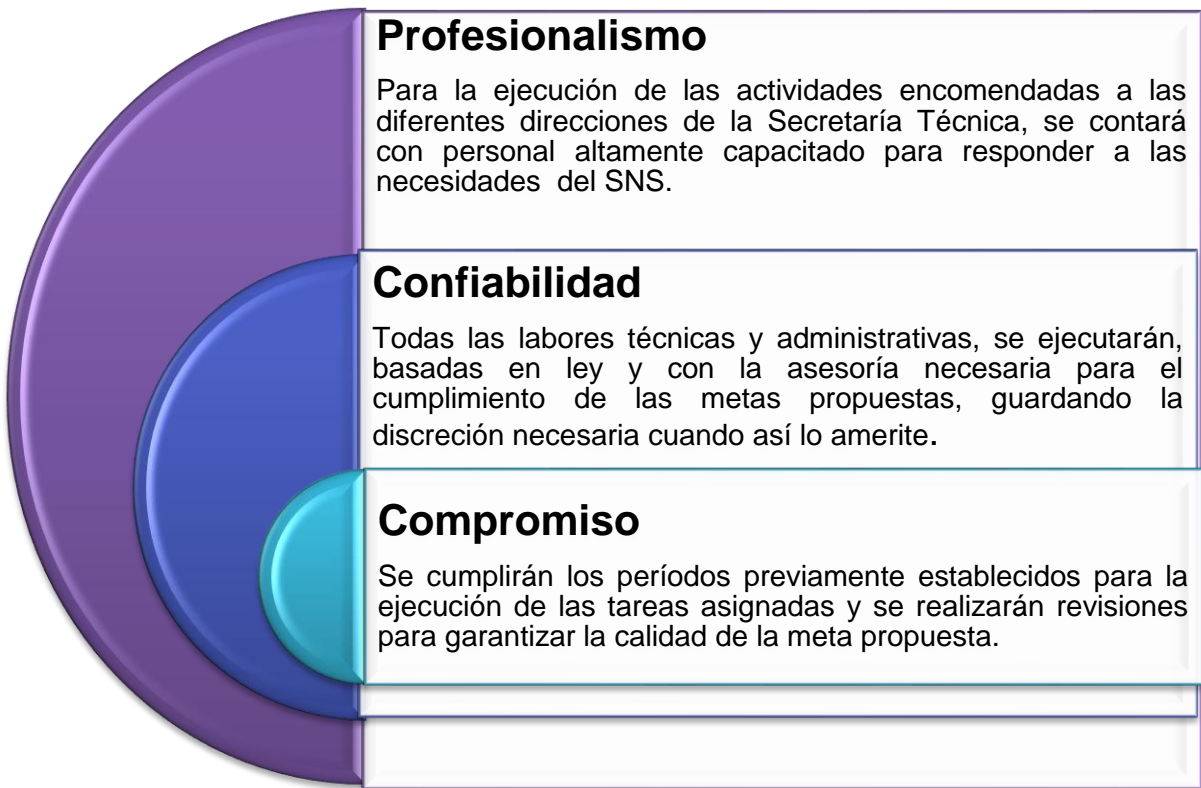 Profesionalismo
Para la ejecución de las actividades encomendadas a las
diferentes direcciones de la Secretaría Técnica, se contará
con personal altamente capacitado para responder a las
necesidades del SNS.
Confiabilidad
Todas las labores técnicas y administrativas, se ejecutarán,
basadas en ley y con la asesoría necesaria para el
cumplimiento de las metas propuestas, guardando la
discreción necesaria cuando así lo amerite.
Compromiso
Se cumplirán los períodos previamente establecidos para la
ejecución de las tareas asignadas y se realizarán revisiones
para garantizar la calidad de la meta propuesta.